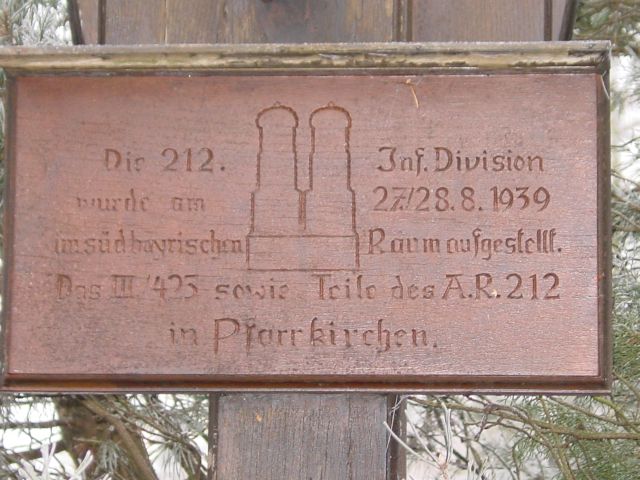 Die 212. Inf. Division
wurde am 27./28.8.1939
im südbayrischen Raum aufgestellt.
Das III/423 sowie Teile des A.R. 212
in Pfarrkirchen.